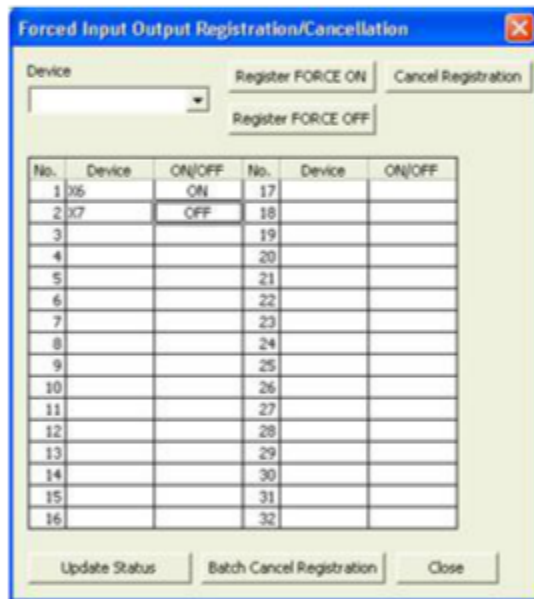 Forced Input Output Registration/Cancellation
Device
Register FORCE ON
Cancel Registration
Register FORCE OFF
No. Device ON/OFF No. Device ON/OFF
1 X6 ON 17
2 X7 OFF 18
3 19
4 20
5 21
6 22
7 23
8 24
9 25
10 26
11 27
12 28
13 29
14 30
15 31
16 32
Update Status
Batch Cancel Registration
Close